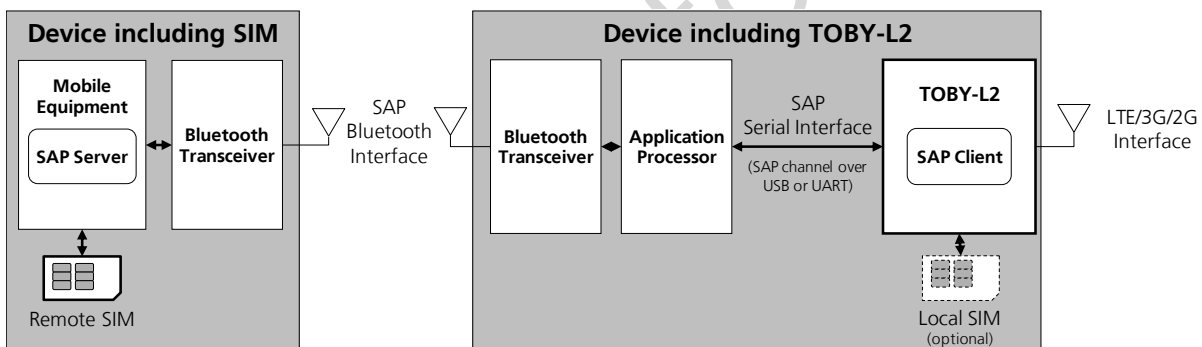 Device including SIM
Mobile
Equipment
SAP Server
Bluetooth
Transceiver
Remote SIM
SAP
Bluetooth
Interface
Device including TOBY-L2
Bluetooth
Transceiver
Application
Processor
SAP
Serial Interface
(SAP channel over
USB or UART)
TOBY-L2
SAP Client
Local SIM
(optional)
LTE/3G/2G
Interface